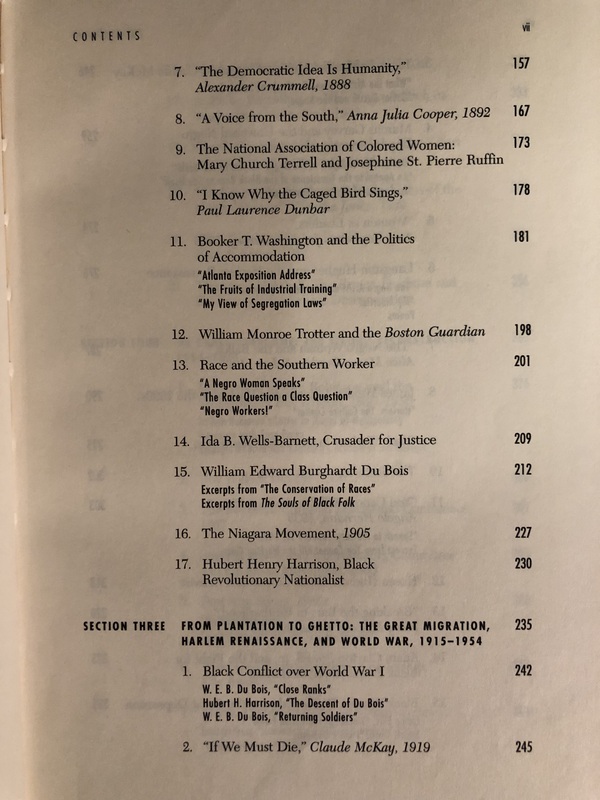 CONTENTS vii
7. “The Democratic Idea Is Humanity,” 157
Alexander Crummell, 1888
8. “A Voice from the South,” Anna Julia Cooper, 1892 167
9. The National Association of Colored Women: 173
Mary Church Terrell and Josephine St. Pierre Ruffin
10. “I Know Why the Caged Bird Sings,” 178
Paul Laurence Dunbar
11. Booker T. Washington and the Politics 181
of Accommodation
“Atlanta Exposition Address”
“The Fruits of Industrial Training”
“My View of Segregation Laws”
12. William Monroe Trotter and the Boston Guardian 198
13. Race and the Southern Worker 201
“A Negro Woman Speaks”
“The Race Question a Class Question”
“Negro Workers!”
14. Ida B. Wells-Barnett, Crusader for Justice 209
15. William Edward Burghardt Du Bois 212
Excerpts from “The Conservation of Races”
Excerpts from The Souls of Black Folk
16. The Niagara Movement, 1905 227
17. Hubert Henry Harrison, Black 230
Revolutionary Nationalist
SECTION THREE FROM PLANTATION TO GHETTO: THE GREAT MIGRATION, 235
HARLEM RENAISSANCE, AND WORLD WAR, 1915–1954
1. Black Conflict over World War I 242
W. E. B. Du Bois, “Close Ranks”
Hubert H. Harrison, “The Descent of Du Bois”
W. E. B. Du Bois, “Returning Soldiers”
2. “If We Must Die,” Claude McKay, 1919 245